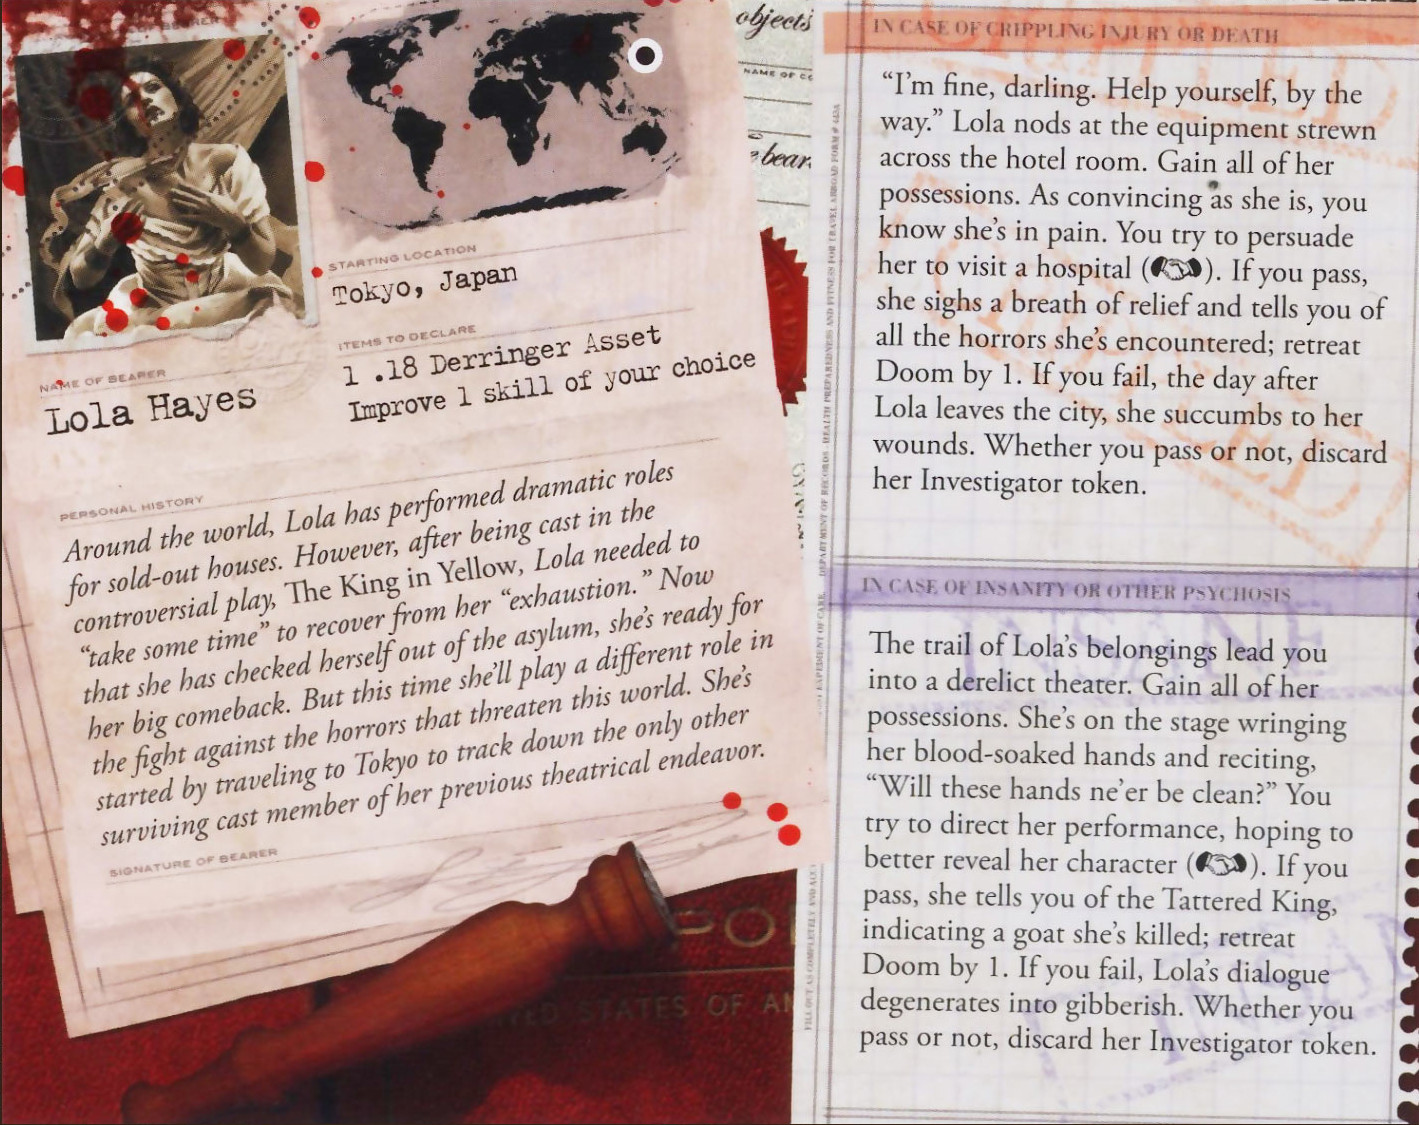 BEARER
STARTING LOCATION
Tokyo, Japan
ITEMS TO DECLARE
1 .18 Derringer Asset
Improve 1 skill of your choice
NAME OF BEARER
Lola Hayes
PERSONAL HISTORY
Around the world, Lola has performed dramatic roles
for sold-out houses. However, after being cast in the
controversial play, The King in Yellow, Lola needed to
“take some time” to recover from her “exhaustion.” Now
that she has checked herself out of the asylum, she’s ready for
her big comeback. But this time she’ll play a different role in
the fight against the horrors that threaten this world. She’s
started by traveling to Tokyo to track down the only other
surviving cast member of her previous theatrical endeavor.
SIGNATURE OF BEARER
STATES OF
objects
NAME OF
bear
IN CASE OF CRIPPLING INJURY OR DEATH
“I’m fine, darling. Help yourself, by the
way.” Lola nods at the equipment strewn
across the hotel room. Gain all of her
possessions. As convincing as she is, you
know she’s in pain. You try to persuade
her to visit a hospital ( ). If you pass,
she sighs a breath of relief and tells you of
all the horrors she’s encountered; retreat
Doom by 1. If you fail, the day after
Lola leaves the city, she succumbs to her
wounds. Whether you pass or not, discard
her Investigator token.
IN CASE OF INSANITY OR OTHER PSYCHOSIS
The trail of Lola’s belongings lead you
into a derelict theater. Gain all of her
possessions. She’s on the stage wringing
her blood-soaked hands and reciting,
“Will these hands ne’er be clean?” You
try to direct her performance, hoping to
better reveal her character ( ). If you
pass, she tells you of the Tattered King,
indicating a goat she’s killed; retreat
Doom by 1. If you fail, Lola’s dialogue
degenerates into gibberish. Whether you
pass or not, discard her Investigator token.